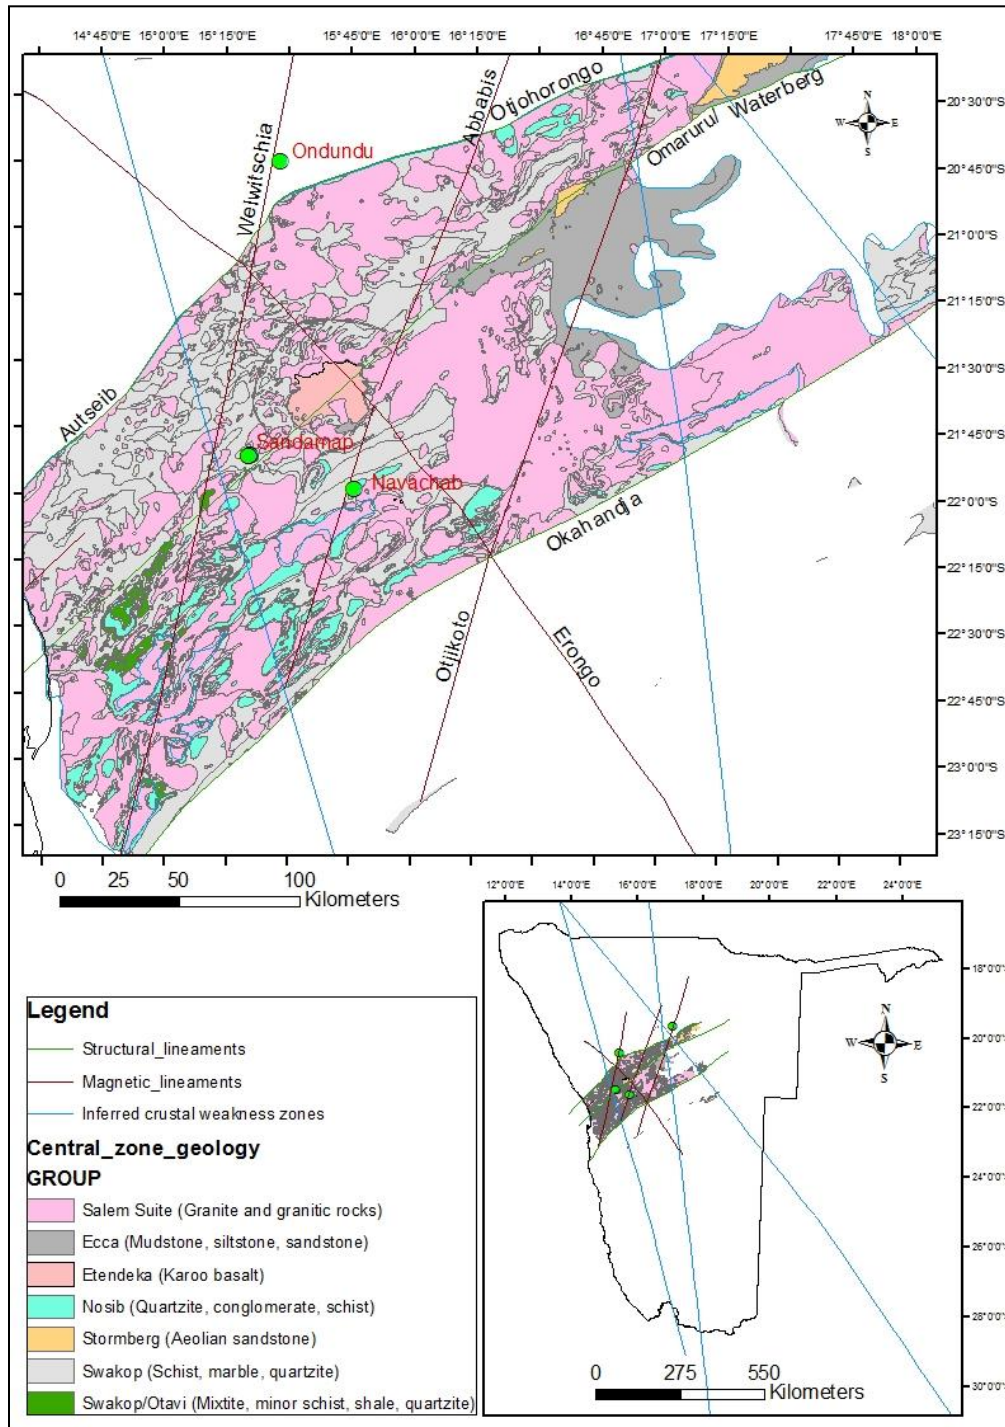 14°45'0"E 15°0'0"E 15°15'0"E 15°45'0"E 16°0'0"E 16°15'0"E 16°45'0"E 17°0'0"E 17°15'0"E 17°45'0"E 18°0'0"E
N
W E
S
20°30'0"S
20°45'0"S
21°0'0"S
21°15'0"S
21°30'0"S
21°45'0"S
22°0'0"S
22°15'0"S
22°30'0"S
22°45'0"S
23°0'0"S
23°15'0"S
Welwitschia
Ondundu
Abbabis
Otjohorongo
Omaruru/ Waterberg
Autseib
Sandamap
Navachab
Okahandja
Otjikoto
Erongo
0 25 50 100
Kilometers
12°0'0"E 14°0'0"E 16°0'0"E 18°0'0"E 20°0'0"E 22°0'0"E 24°0'0"E
18°0'0"S
20°0'0"S
22°0'0"S
24°0'0"S
26°0'0"S
28°0'0"S
30°0'0"S
N
W E
S
0 275 550
Kilometers
Legend
Structural_lineaments
Magnetic_lineaments
Inferred crustal weakness zones
Central_zone_geology
GROUP
Salem Suite (Granite and granitic rocks)
Ecca (Mudstone, siltstone, sandstone)
Etendeka (Karoo basalt)
Nosib (Quartzite, conglomerate, schist)
Stormberg (Aeolian sandstone)
Swakop (Schist, marble, quartzite)
Swakop/Otavi (Mixtite, minor schist, shale, quartzite)